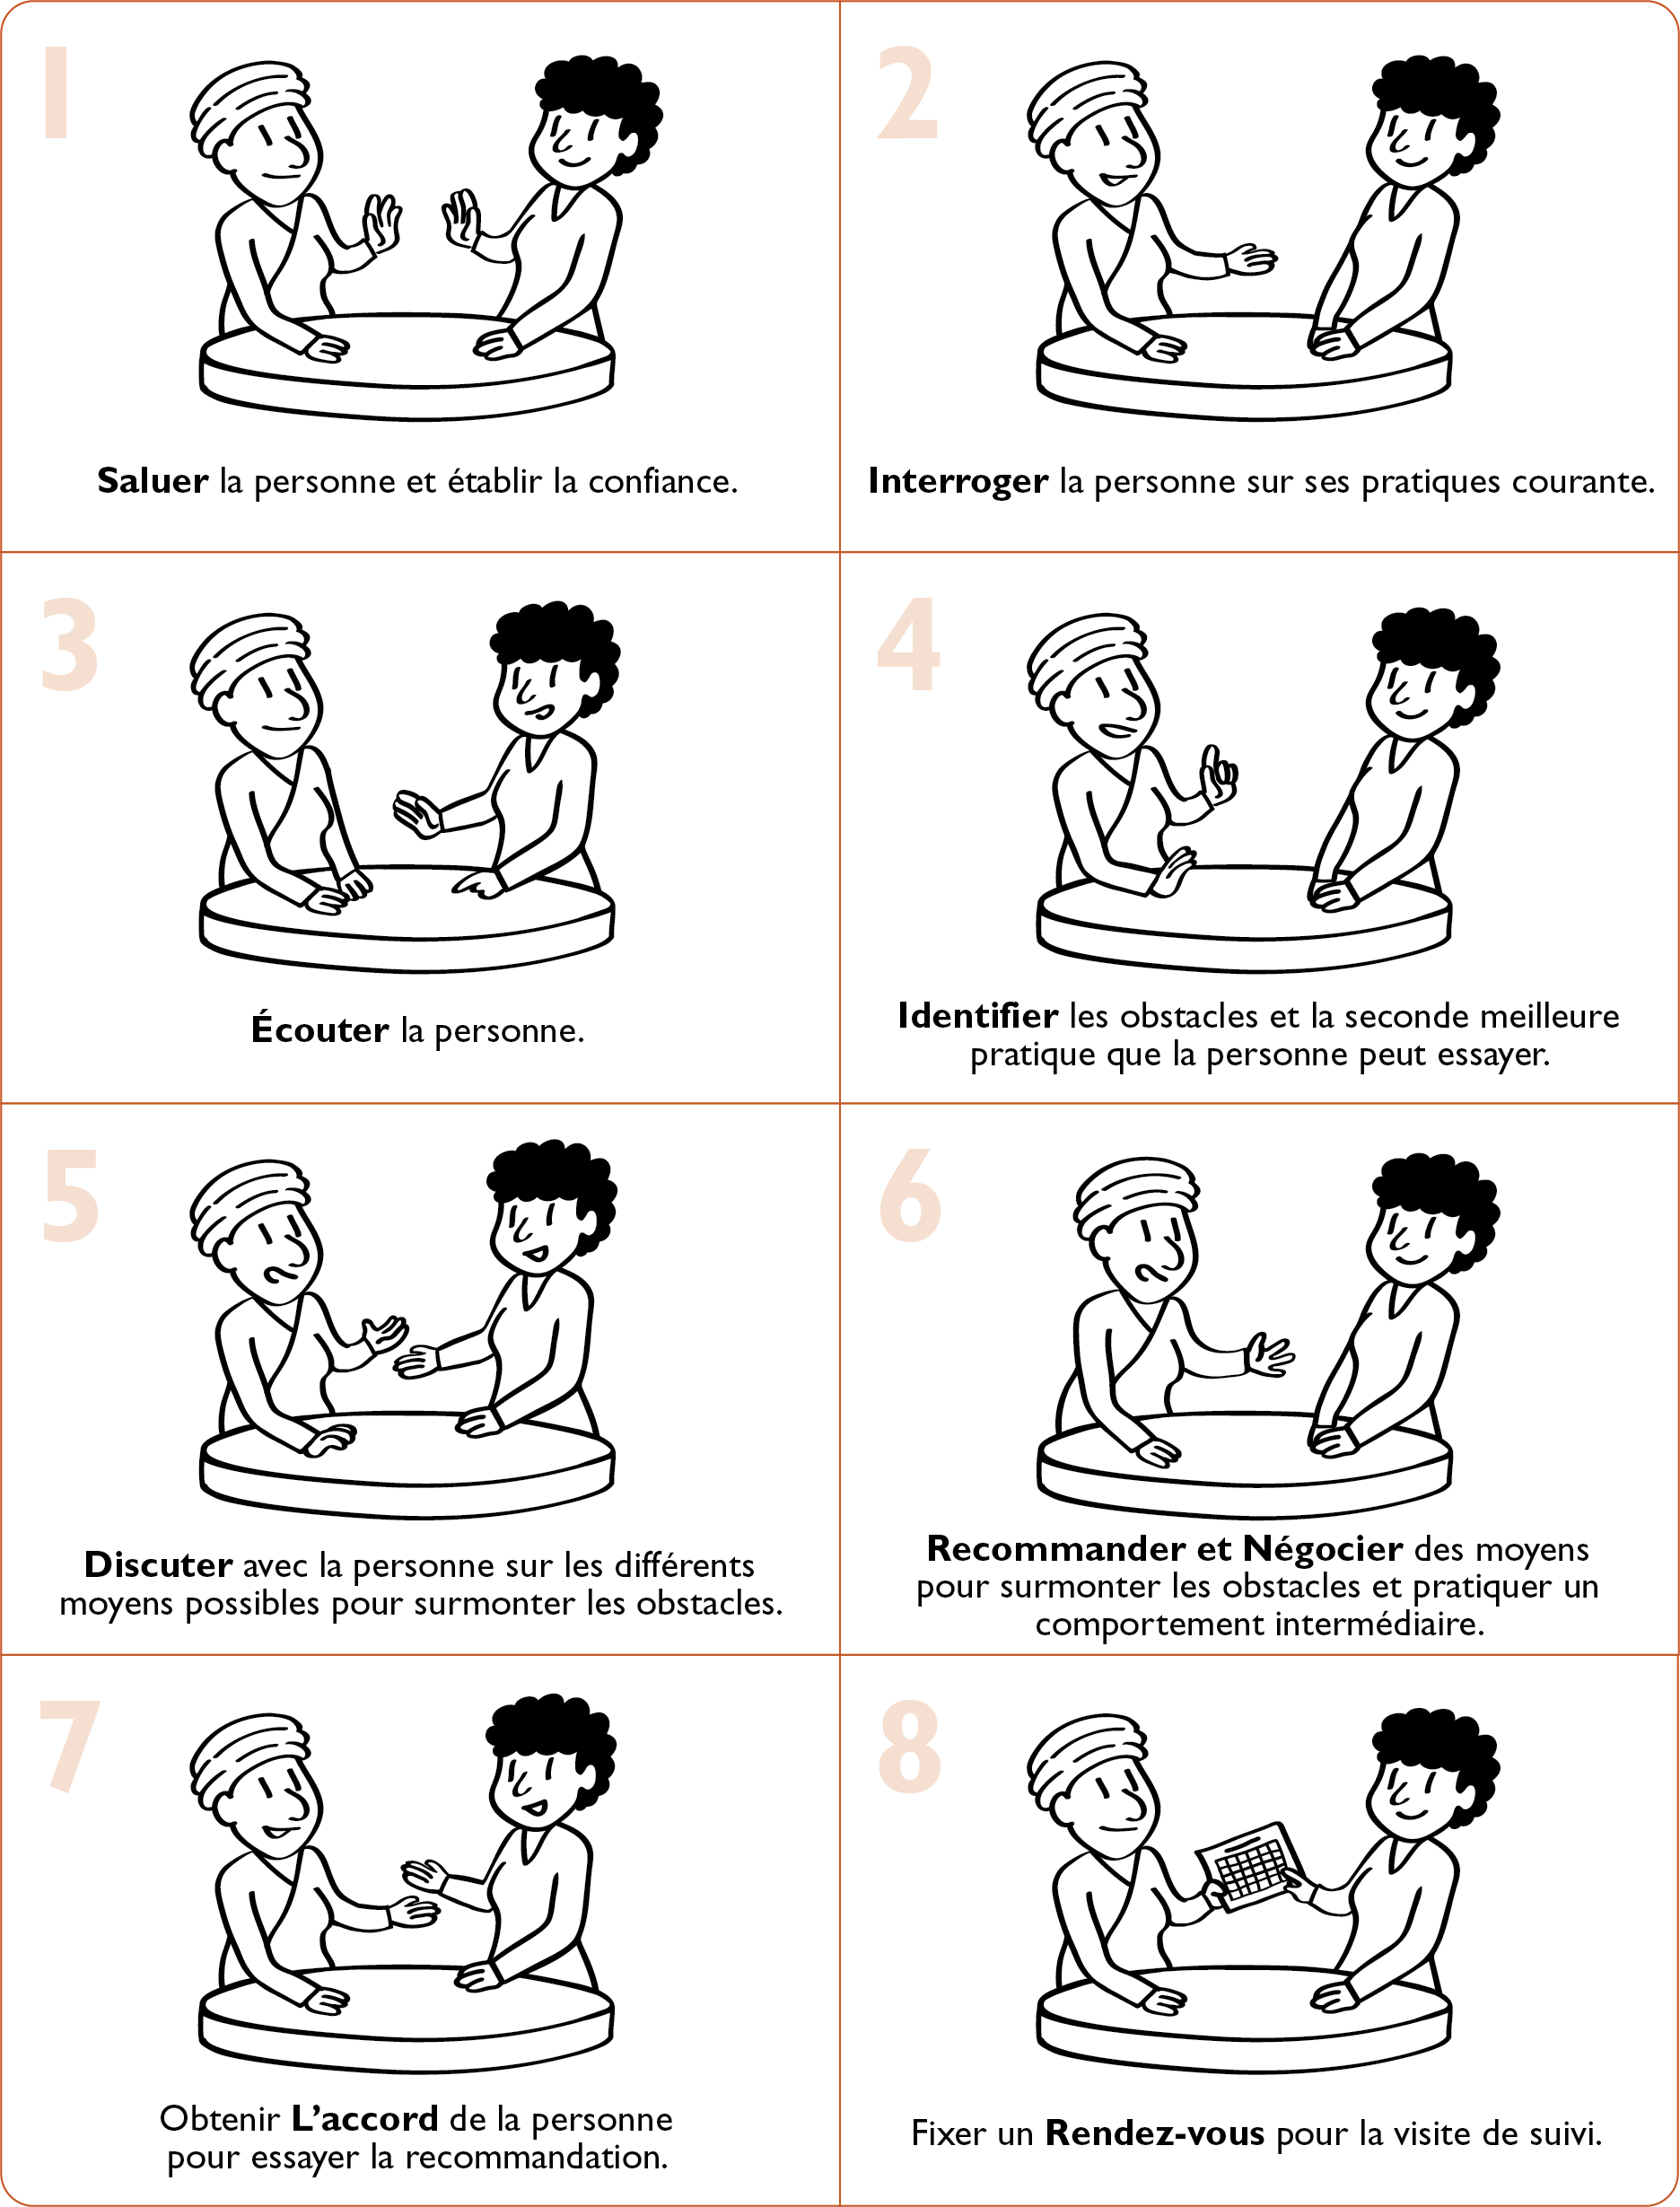 1
Saluer la personne et établir la confiance.
2
Interroger la personne sur ses pratiques courante.
3
Écouter la personne.
4
Identifier les obstacles et la seconde meilleure
pratique que la personne peut essayer.
5
Discuter avec la personne sur les différents
moyens possibles pour surmonter les obstacles.
6
Recommander et Négocier des moyens
pour surmonter les obstacles et pratiquer un
comportement intermédiaire.
7
Obtenir L’accord de la personne
pour essayer la recommandation.
8
Fixer un Rendez-vous pour la visite de suivi.